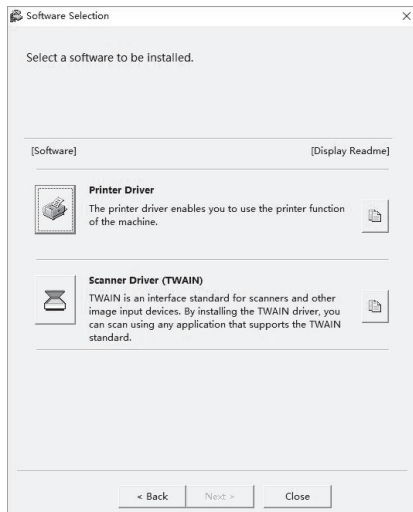 Software Selection
Select a software to be installed.
[Software] [Display Readme]
Printer Driver
The printer driver enables you to use the printer function
of the machine.
Scanner Driver (TWAIN)
TWAIN is an interface standard for scanners and other
image input devices. By installing the TWAIN driver, you
can scan using any application that supports the TWAIN
standard.
< Back Next > Close